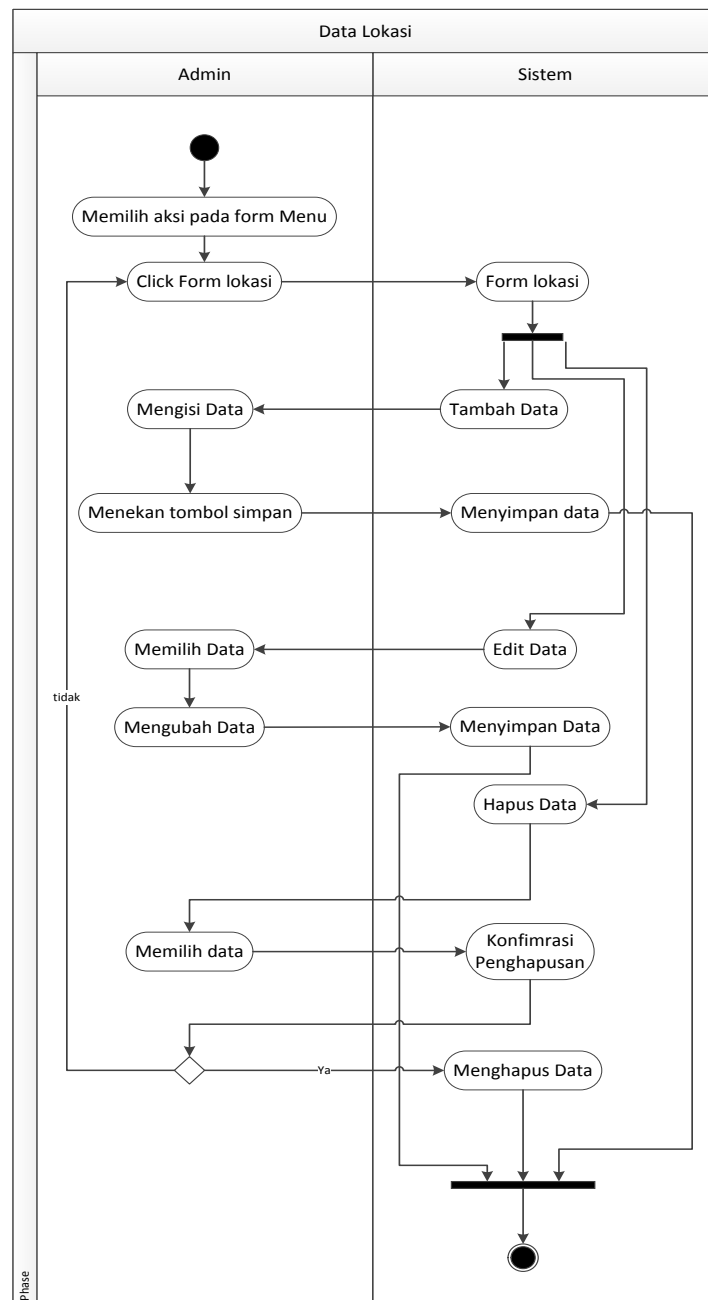 Data Lokasi
Admin
Sistem
Memilih aksi pada form Menu
Click Form lokasi
Form lokasi
Mengisi Data
Tambah Data
Menekan tombol simpan
Menyimpan data
Memilih Data
Edit Data
tidak
Mengubah Data
Menyimpan Data
Hapus Data
Memilih data
Konfimrasi
Penghapusan
Ya
Menghapus Data
Phase